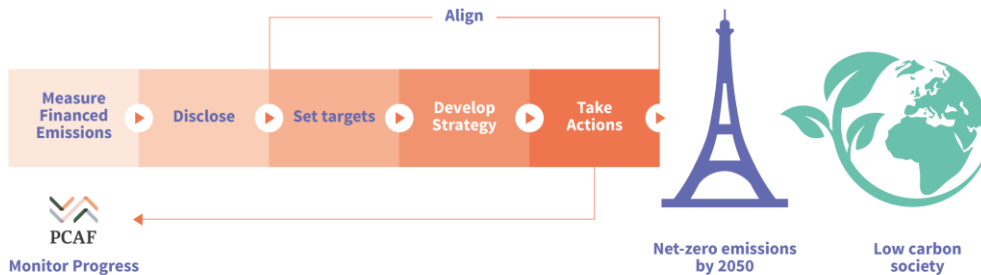 Align
Measure
Financed
Emissions
Disclose
Set targets
Develop
Strategy
Take
Actions
PCAF
Monitor Progress
Net-zero emissions
by 2050
Low carbon
society